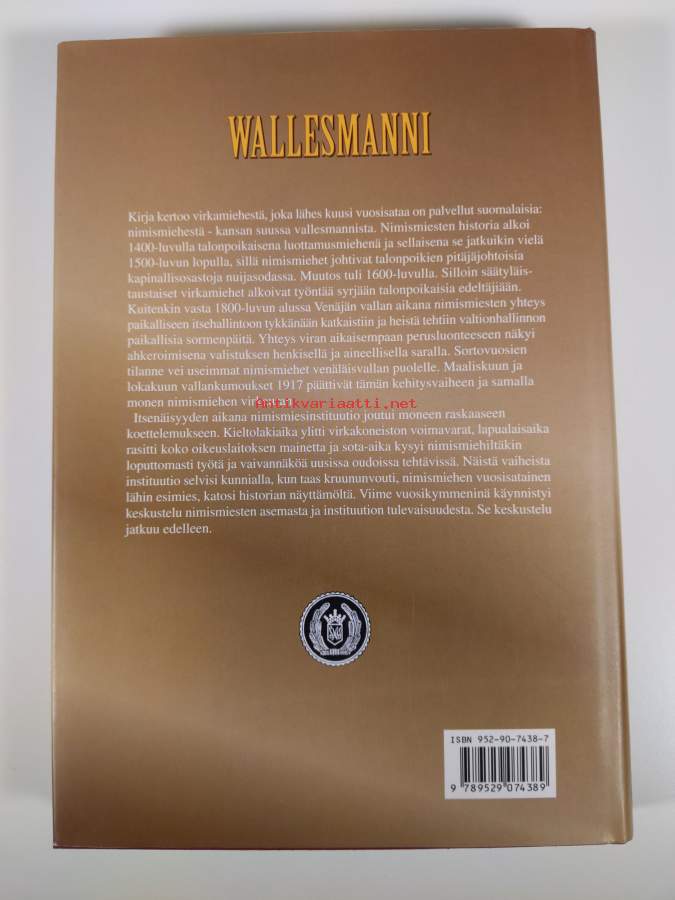 WALLESMANNI
Kirja kertoo virkamiehestä, joka lähes kuusi vuosisataa on palvellut suomalaisia:
nimismiehestä - kansan suussa vallesmannista. Nimismiesten historia alkoi
1400-luvulla talonpoikaisena luottamusmiehenä ja sellaisena se jatkuikin vielä
1500-luvun lopulla, sillä nimismiehet johtivat talonpoikien pitäjäjohtoisia
kapinallisosastoja nuijasodassa. Muutos tuli 1600-luvulla. Silloin säätyläis-
taustaiset virkamiehet alkoivat työntää syrjään talonpoikaisia edeltäjiään.
Kuitenkin vasta 1800-luvun alussa Venäjän vallan aikana nimismiesten yhteys
paikalliseen itsehallintoon tykkänään katkaistiin ja heistä tehtiin valtionhallinnon
paikallisia sormenpäitä. Yhteys viran aikaisempaan perusluonteeseen näkyi
ahkeroimisena valistuksen henkisellä ja aineellisella saralla. Sortovuosien
tilanne vei useimmat nimismiehet venäläisvallan puolelle. Maaliskuun ja
lokakuun vallankumoukset 1917 päättivät tämän kehitysvaiheen ja samalla
monen nimismiehen
Antikvariaatti.net
Itsenäisyyden aikana nimismiesinstituutio joutui moneen raskaaseen
koettelemukseen. Kieltolakiaika ylitti virkakoneiston voimavarat, lapualaisaika
rasitti koko oikeuslaitoksen mainetta ja sota-aika kysyi nimismiehiltäkin
loputtomasti työtä ja vaivannäköä uusissa oudoissa tehtävissä. Näistä vaiheista
instituutio selvisi kunnialla, kun taas kruununvouti, nimismiehen vuosisatainen
lähin esimies, katosi historian näyttämöltä. Viime vuosikymmeninä käynnistyi
keskustelu nimismiesten asemasta ja instituution tulevaisuudesta. Se keskustelu
jatkuu edelleen.
ISBN 952-90-7438-7
9 789529 074389